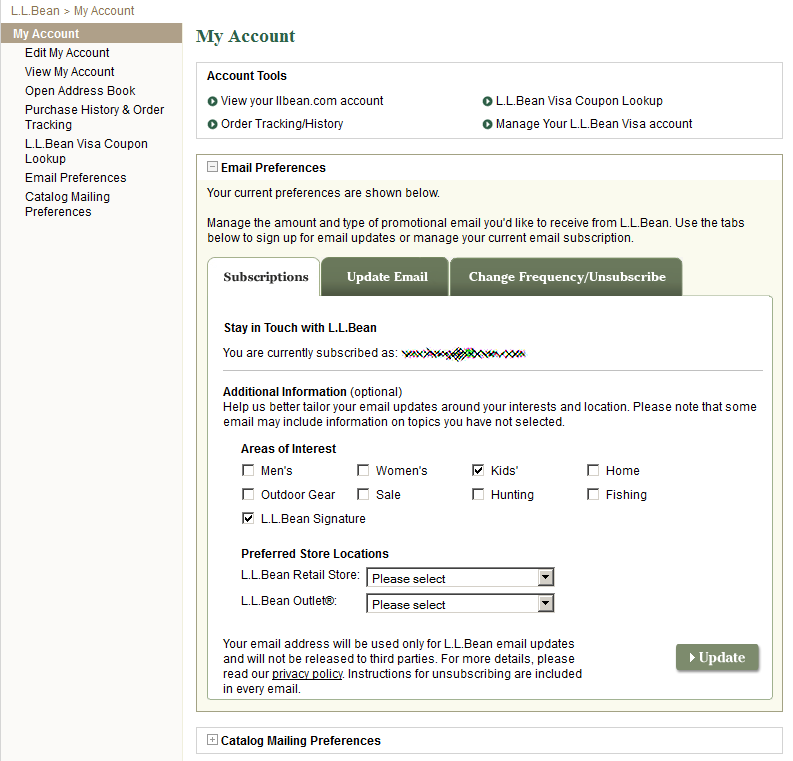 L.L.Bean > My Account
My Account
Edit My Account
View My Account
Open Address Book
Purchase History & Order
Tracking
L.L.Bean Visa Coupon
Lookup
Email Preferences
Catalog Mailing
Preferences
My Account
Account Tools
View your llbean.com account
L.L.Bean Visa Coupon Lookup
Order Tracking/History
Manage Your L.L.Bean Visa account
Email Preferences
Your current preferences are shown below.
Manage the amount and type of promotional email you'd like to receive from L.L.Bean. Use the tabs
below to sign up for email updates or manage your current email subscription.
Subscriptions
Update Email
Change Frequency/Unsubscribe
Stay in Touch with L.L.Bean
You are currently subscribed as:
Additional Information (optional)
Help us better tailor your email updates around your interests and location. Please note that some
email may include information on topics you have not selected.
Areas of Interest
Men's
Women's
Kids'
Home
Outdoor Gear
Sale
Hunting
Fishing
L.L.Bean Signature
Preferred Store Locations
L.L.Bean Retail Store: Please select
L.L.Bean Outlet®: Please select
Your email address will be used only for L.L.Bean email updates
and will not be released to third parties. For more details, please
read our privacy policy. Instructions for unsubscribing are included
in every email.
Update
Catalog Mailing Preferences